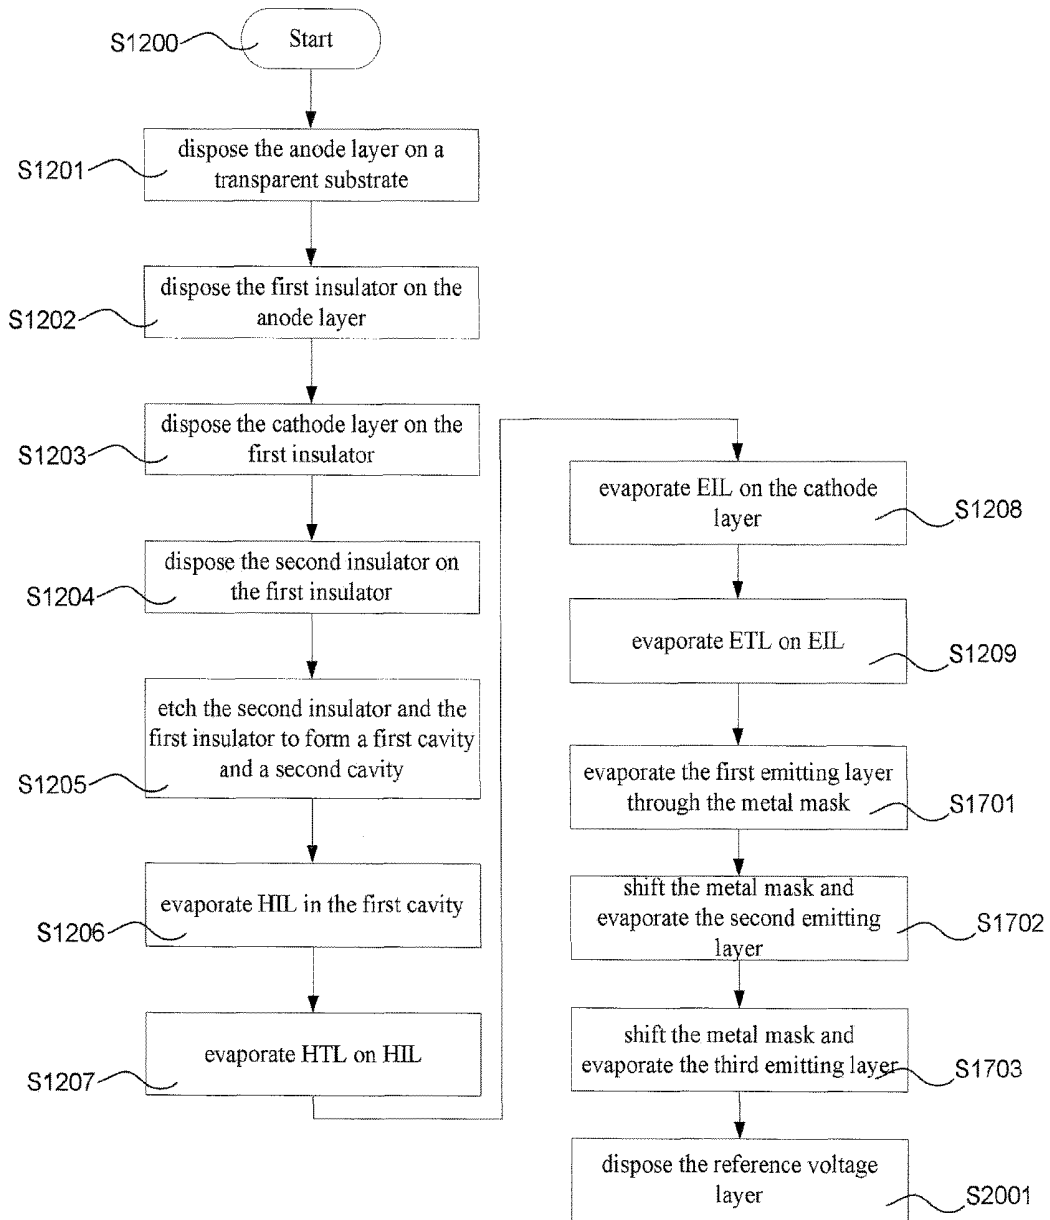 S1200
Start
S1201
dispose the anode layer on a
transparent substrate
S1202
dispose the first insulator on the
anode layer
S1203
dispose the cathode layer on the
first insulator
S1204
dispose the second insulator on
the first insulator
S1205
etch the second insulator and the
first insulator to form a first cavity
and a second cavity
S1206
evaporate HIL in the first cavity
S1207
evaporate HTL on HIL
evaporate EIL on the cathode
layer
S1208
evaporate ETL on EIL
S1209
evaporate the first emitting layer
through the metal mask
S1701
shift the metal mask and
evaporate the second emitting
layer
S1702
shift the metal mask and
evaporate the third emitting layer
S1703
dispose the reference voltage
layer
S2001